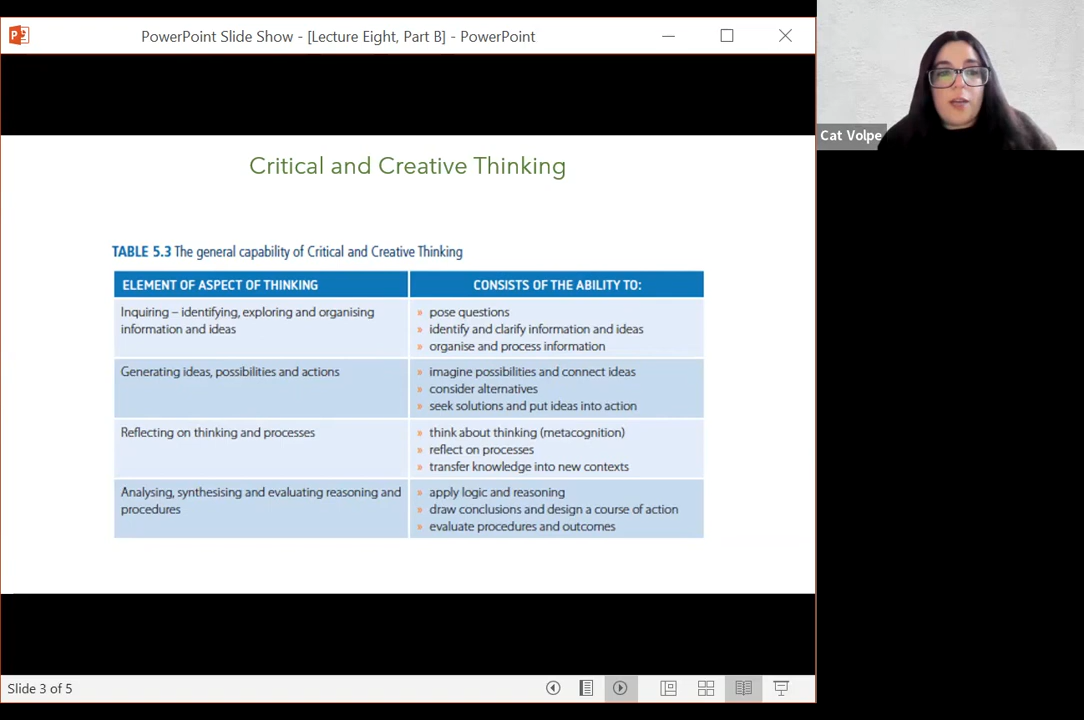 PowerPoint Slide Show - [Lecture Eight, Part B] - PowerPoint
Cat Volpe
Critical and Creative Thinking
TABLE 5.3 The general capability of Critical and Creative Thinking
ELEMENT OF ASPECT OF THINKING
CONSISTS OF THE ABILITY TO:
Inquiring – identifying, exploring and organising
information and ideas
» pose questions
» identify and clarify information and ideas
» organise and process information
Generating ideas, possibilities and actions
» imagine possibilities and connect ideas
» consider alternatives
» seek solutions and put ideas into action
Reflecting on thinking and processes
» think about thinking (metacognition)
» reflect on processes
» transfer knowledge into new contexts
Analysing, synthesising and evaluating reasoning and
procedures
» apply logic and reasoning
» draw conclusions and design a course of action
» evaluate procedures and outcomes
Slide 3 of 5